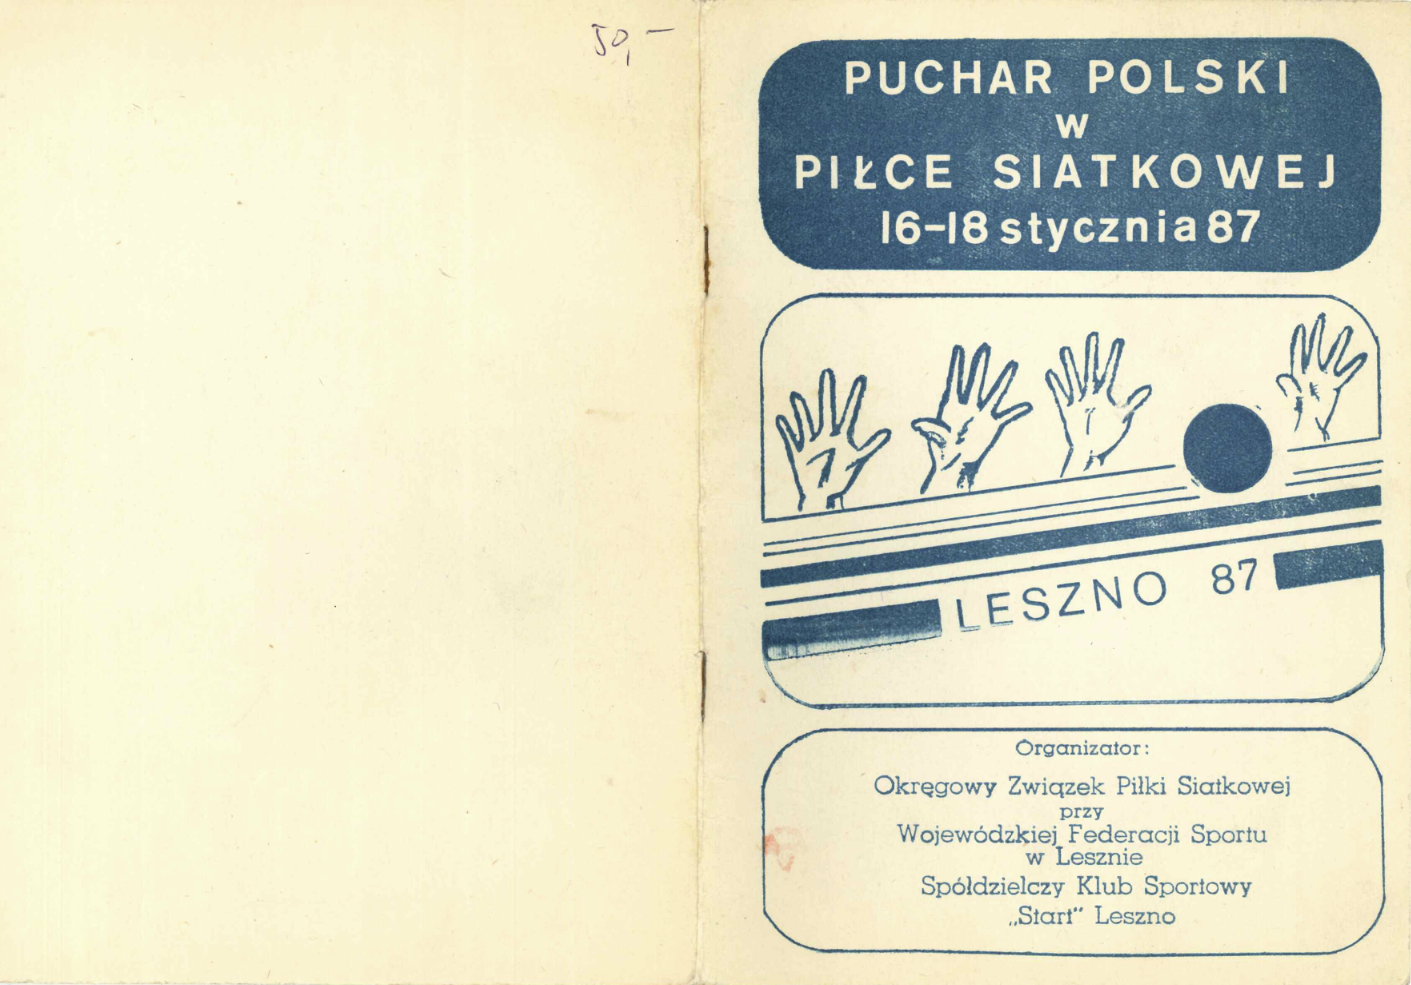 50,-
PUCHAR POLSKI
w
PIŁCE SIATKOWEJ
16-18 stycznia 87
LESZNO 87
Organizator:
Okręgowy Związek Piłki Siatkowej
przy
Wojewódzkiej Federacji Sportu
w Lesznie
Spółdzielczy Klub Sportowy
„Start” Leszno